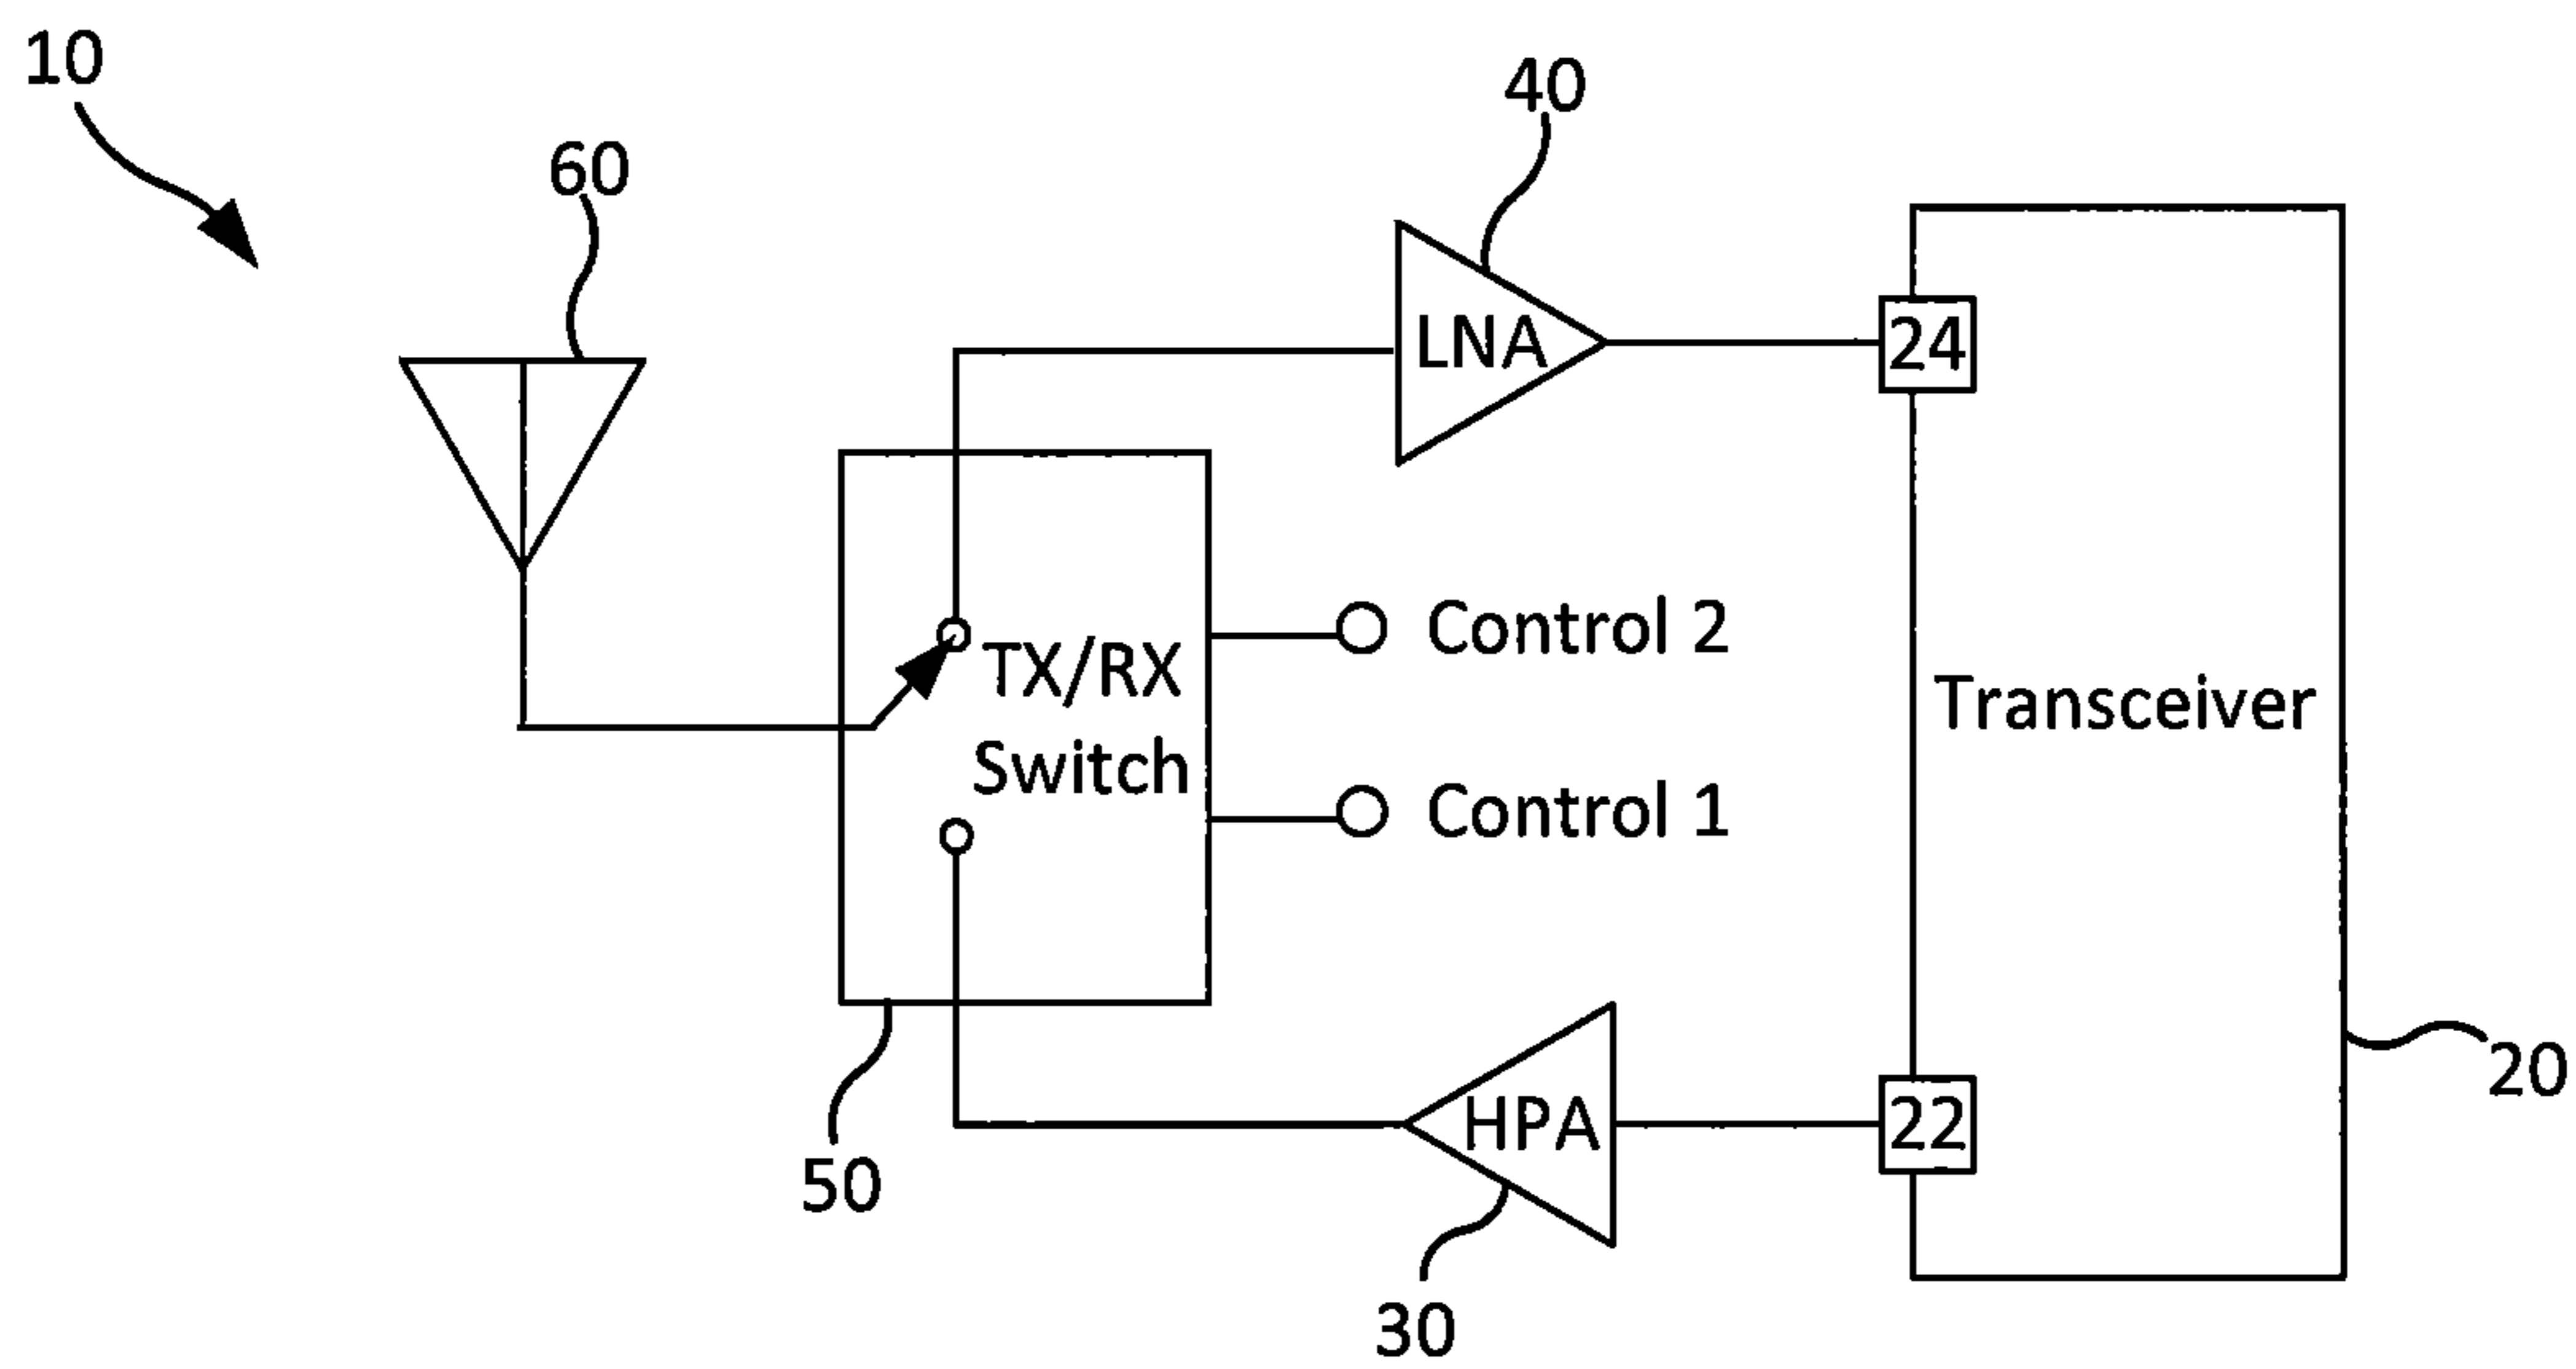 10
40
60
LNA
24
Control 2
TX/RX
Switch
Transceiver
Control 1
20
HPA
22
50
30